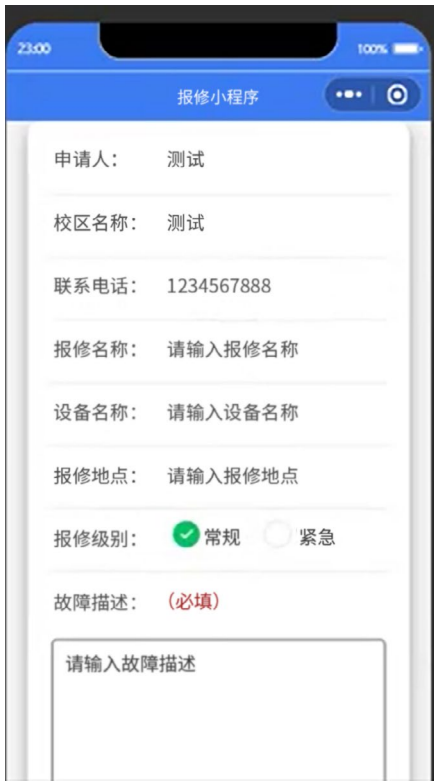 23:00 100%
报修小程序
申请人： 测试
校区名称： 测试
联系电话： 1234567888
报修名称： 请输入报修名称
设备名称： 请输入设备名称
报修地点： 请输入报修地点
报修级别： 常规 紧急
故障描述： （必填）
请输入故障描述